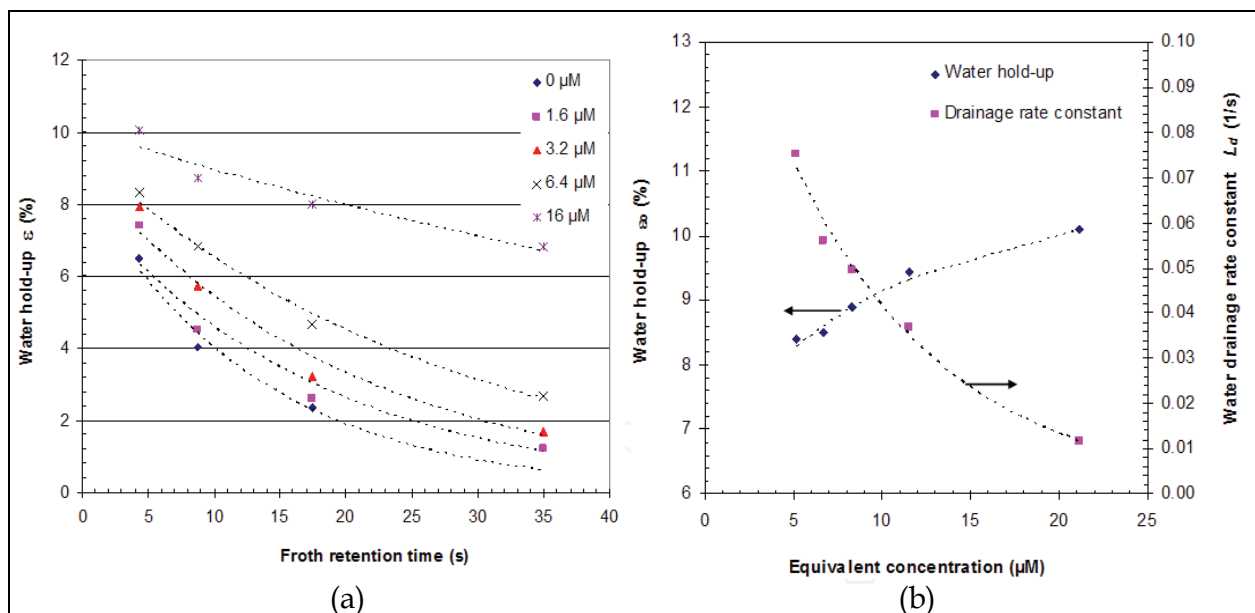 12
10
8
6
4
2
0
Water hold-up ε (%)
0 5 10 15 20 25 30 35 40
Froth retention time (s)
0 µM
1.6 µM
3.2 µM
6.4 µM
16 µM
(a)
13
12
11
10
9
8
7
6
Water hold-up ε₀ (%)
0 5 10 15 20 25
Equivalent concentration (µM)
Water hold-up
Drainage rate constant
0.10
0.09
0.08
0.07
0.06
0.05
0.04
0.03
0.02
0.01
0.00
Water drainage rate constant L_d (1/s)
(b)